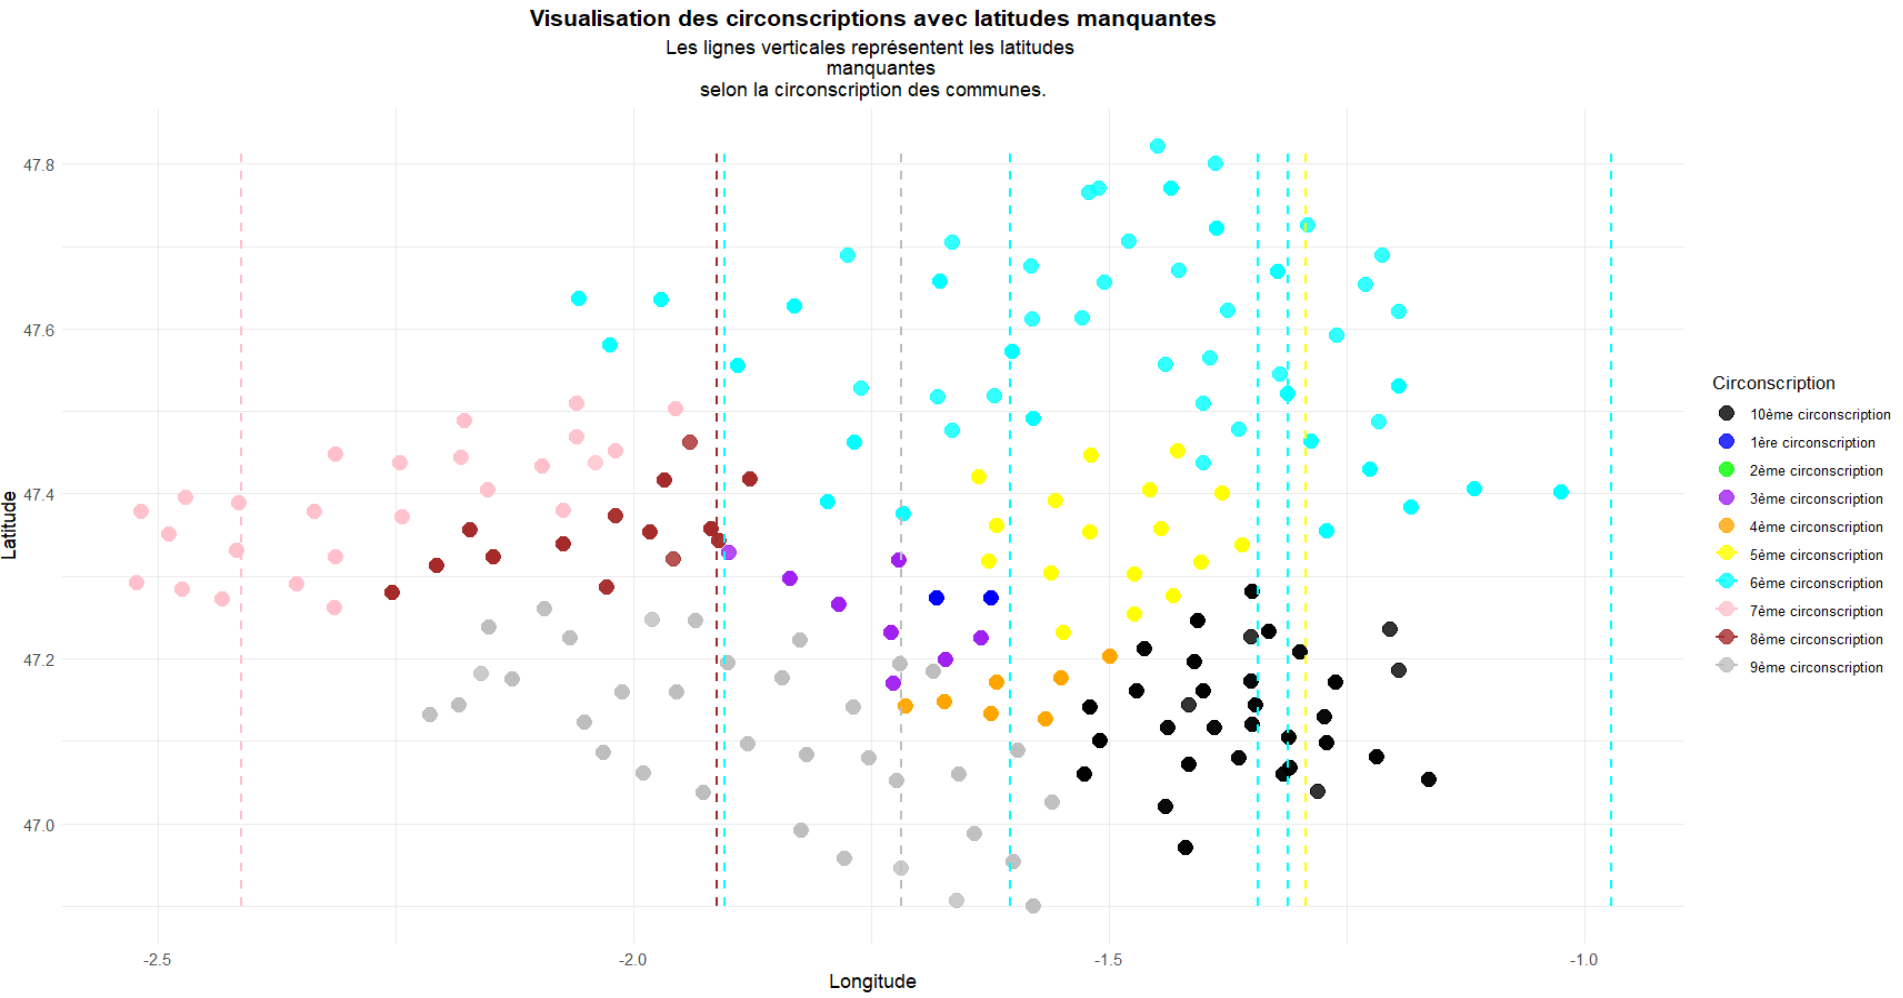 Visualisation des circonscriptions avec latitudes manquantes
Les lignes verticales représentent les latitudes
manquantes
selon la circonscription des communes.
Latitude
47.8
47.6
47.4
47.2
47.0
-2.5
-2.0
-1.5
-1.0
Longitude
Circonscription
10ème circonscription
1ère circonscription
2ème circonscription
3ème circonscription
4ème circonscription
5ème circonscription
6ème circonscription
7ème circonscription
8ème circonscription
9ème circonscription